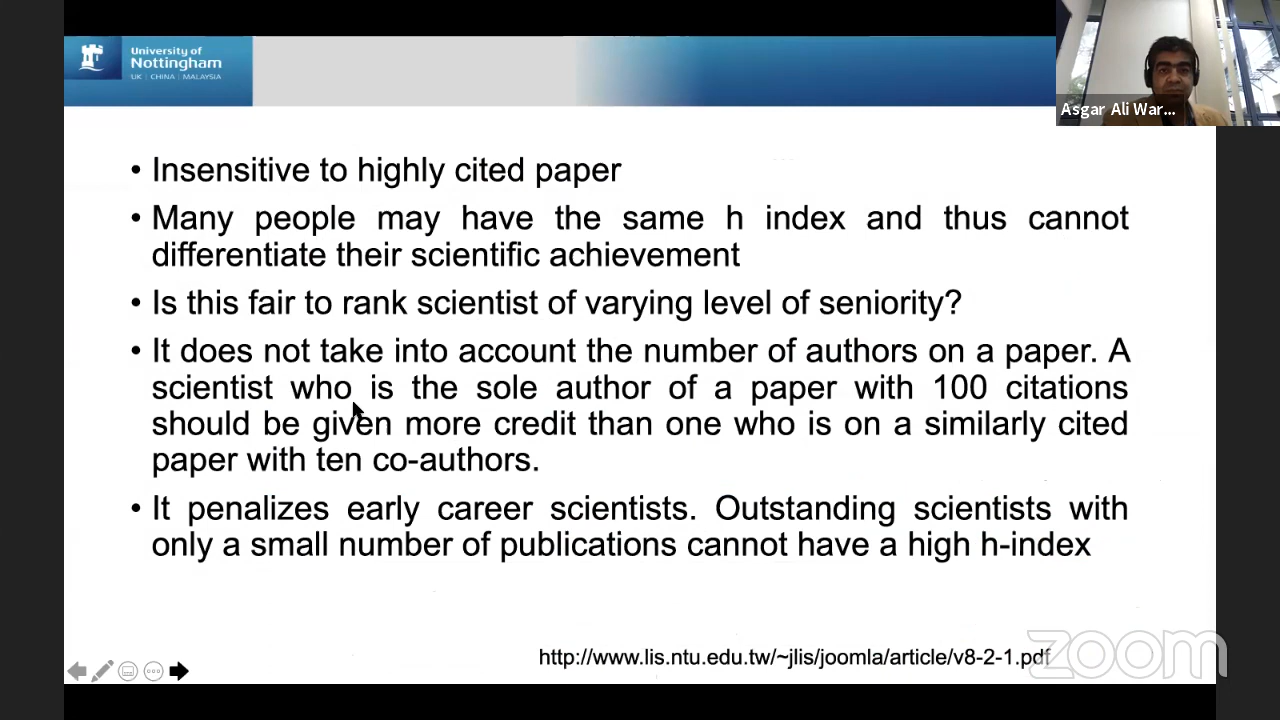 University of
Nottingham
UK | CHINA | MALAYSIA
Asgar Ali War...
• Insensitive to highly cited paper
• Many people may have the same h index and thus cannot
differentiate their scientific achievement
• Is this fair to rank scientist of varying level of seniority?
• It does not take into account the number of authors on a paper. A
scientist who is the sole author of a paper with 100 citations
should be given more credit than one who is on a similarly cited
paper with ten co-authors.
• It penalizes early career scientists. Outstanding scientists with
only a small number of publications cannot have a high h-index
http://www.lis.ntu.edu.tw/~jlis/joomla/article/v8-2-1.pdf
zoom